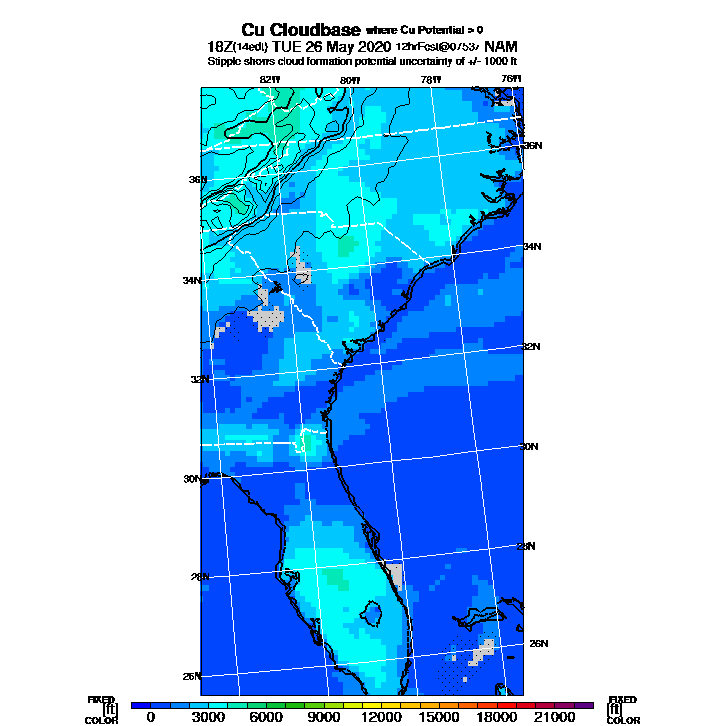 Cu Cloudbase where Cu Potential > 0
18Z(14edt) TUE 26 May 2020 12hrFcst@0753z NAM
Stipple shows cloud formation potential uncertainty of +/- 1000 ft
82W 80W 78W 76W
36N
36N
34N
34N
32N
32N
30N
30N
28N
28N
26N
26N
FIXED [ft] COLOR
0 3000 6000 9000 12000 15000 18000 21000
FIXED [ft] COLOR